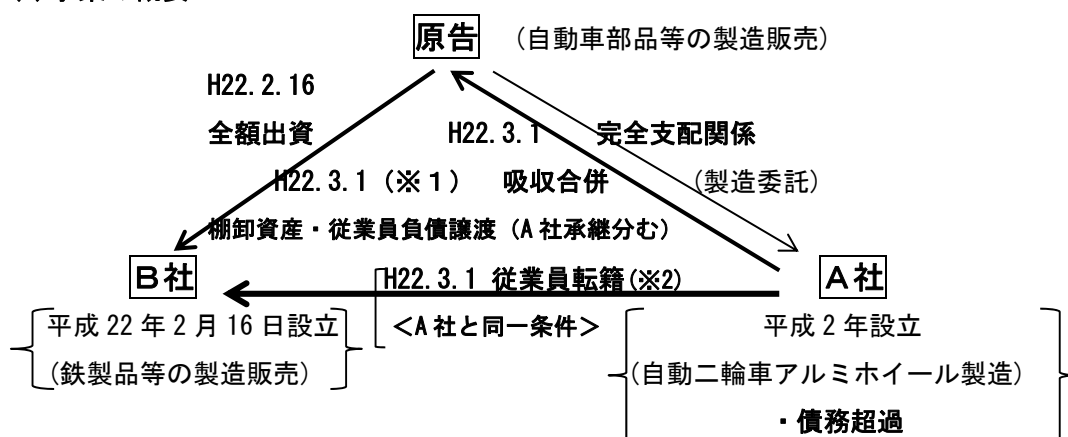 原告 （自動車部品等の製造販売）
H22.2.16
全額出資 H22.3.1 完全支配関係
H22.3.1（※１） 吸収合併 （製造委託）
棚卸資産・従業員負債譲渡（A社承継分む）
B社 H22.3.1 従業員転籍(※2) A社
平成22年2月16日設立 ＜A社と同一条件＞ 平成2年設立
(鉄製品等の製造販売) (自動二輪車アルミホイール製造)
・債務超過